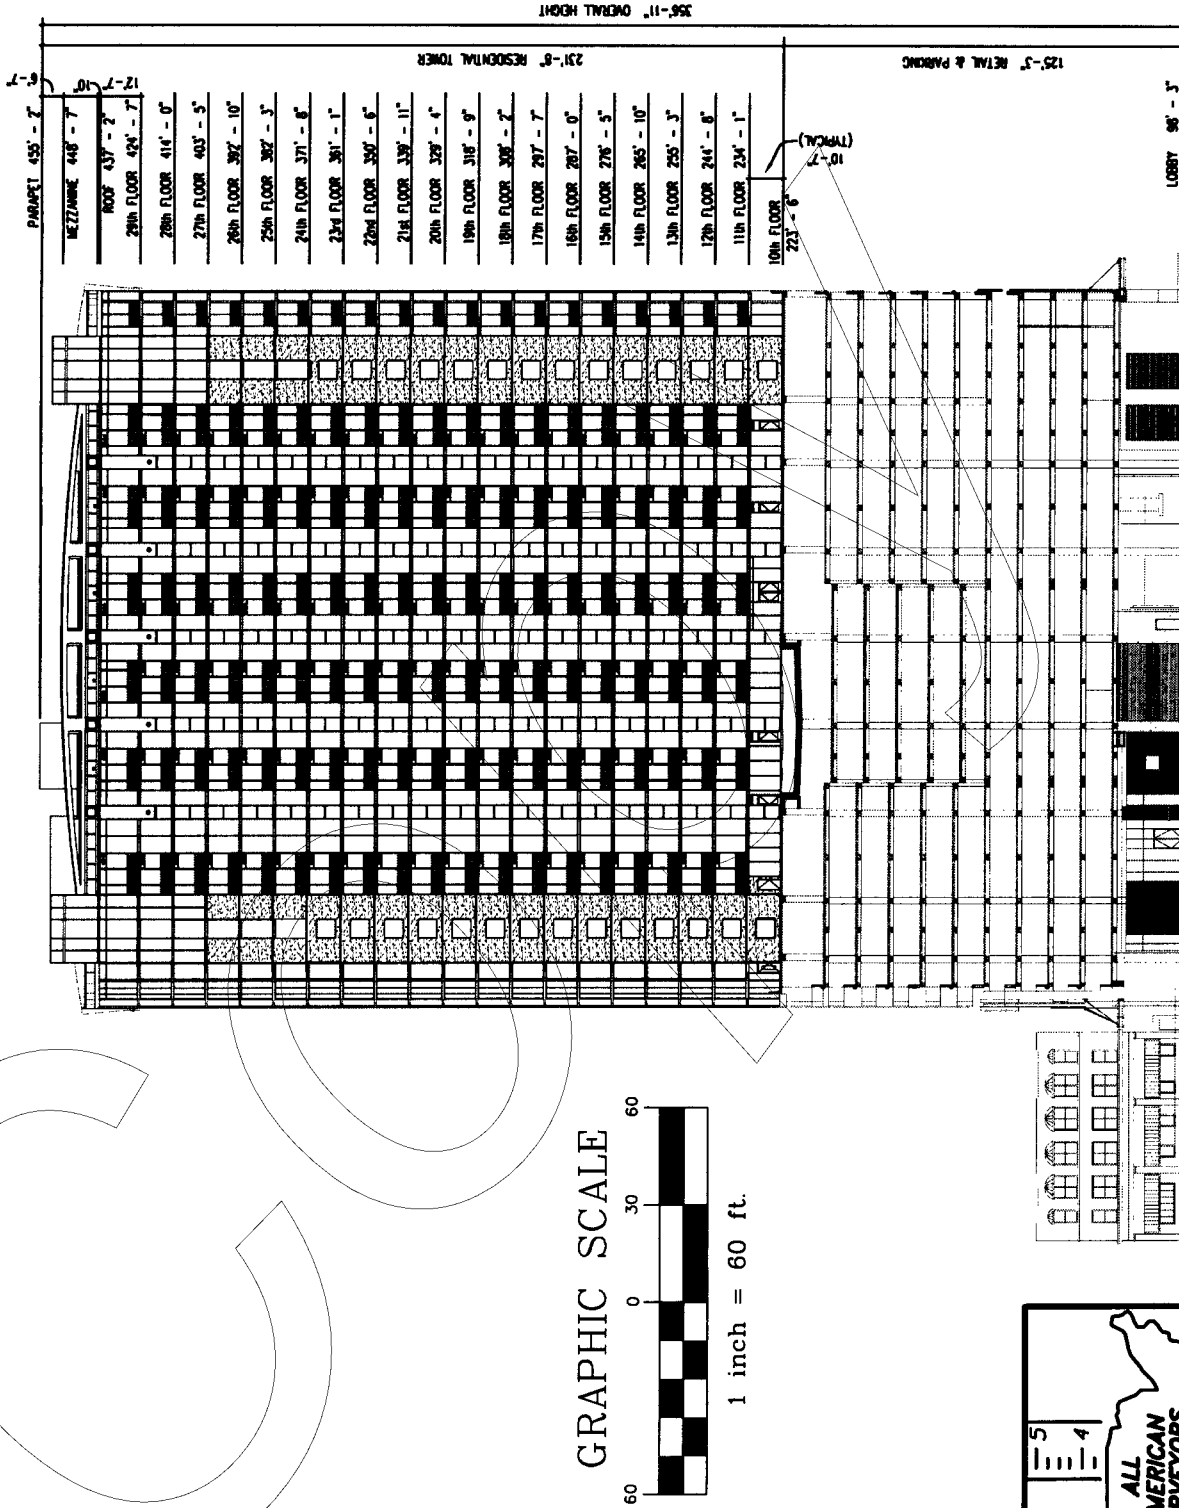 356'-11" OVERALL HEIGHT
231'-8" RESIDENTIAL TOWER
125'-3" RETAIL & PARKING
6'-7"
10"
12'-7"
PARAPET 455' - 2"
MEZZANINE 448' - 7"
ROOF 437' - 2"
29th FLOOR 424' - 7"
28th FLOOR 414' - 0"
27th FLOOR 403' - 5"
26th FLOOR 392' - 10"
25th FLOOR 382' - 3"
24th FLOOR 371' - 8"
23rd FLOOR 361' - 1"
22nd FLOOR 350' - 6"
21st FLOOR 339' - 11"
20th FLOOR 329' - 4"
19th FLOOR 318' - 9"
18th FLOOR 308' - 2"
17th FLOOR 297' - 7"
16th FLOOR 287' - 0"
15th FLOOR 276' - 5"
14th FLOOR 265' - 10"
13th FLOOR 255' - 3"
12th FLOOR 244' - 8"
11th FLOOR 234' - 1"
10th FLOOR
223' - 6"
10'-7"
(TYPICAL)
LOBBY 98' - 3"
GRAPHIC SCALE
60 0 30 60
1 inch = 60 ft.
5
4
ALL
MERICAN
RVEYORS
COPY